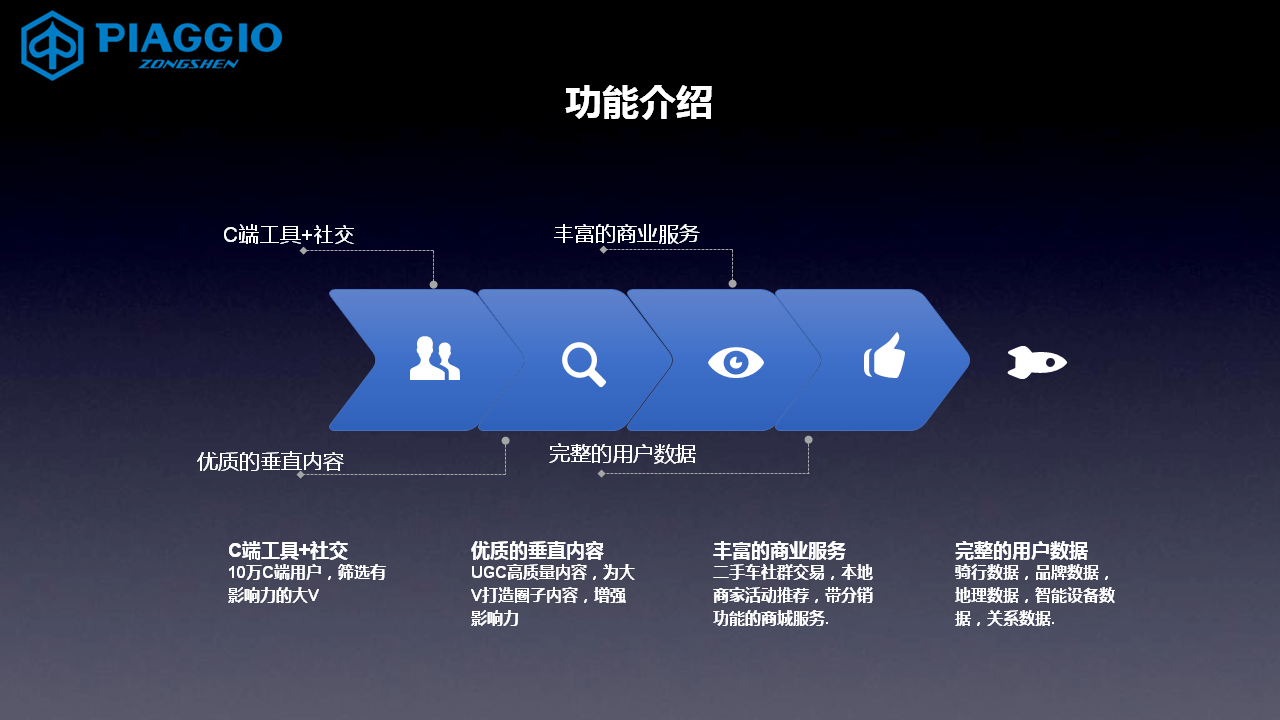 PIAGGIO
ZONGSHEN
功能介绍
C端工具+社交
丰富的商业服务
优质的垂直内容
完整的用户数据
C端工具+社交
10万C端用户，筛选有
影响力的大V
优质的垂直内容
UGC高质量内容，为大
V打造圈子内容，增强
影响力
丰富的商业服务
二手车社群交易，本地
商家活动推荐，带分销
功能的商城服务.
完整的用户数据
骑行数据，品牌数据，
地理数据，智能设备数
据，关系数据.